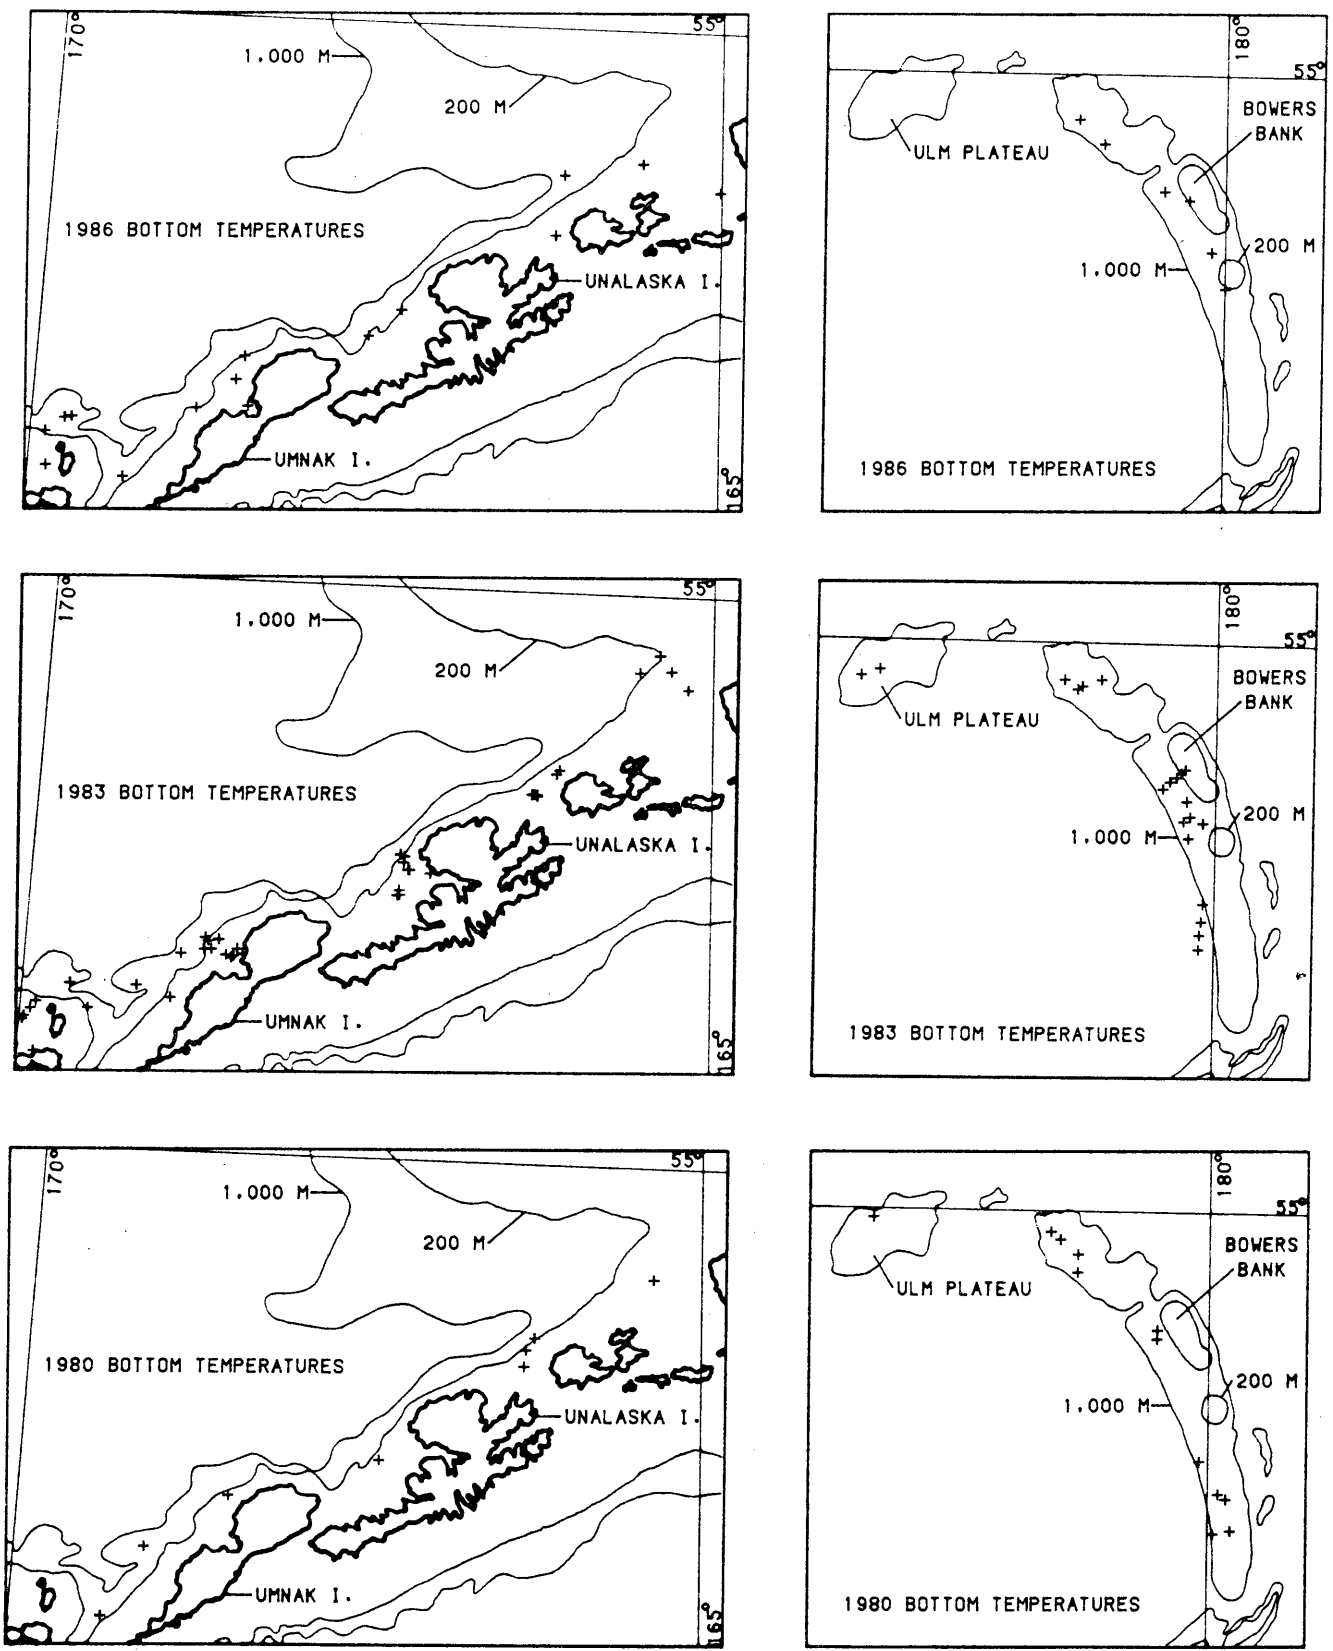 170°
55°
1.000 M
200 M
1986 BOTTOM TEMPERATURES
UNALASKA I.
UMNAK I.
165°
180°
55°
BOWERS
BANK
ULM PLATEAU
200 M
1.000 M
1986 BOTTOM TEMPERATURES
170°
55°
1.000 M
200 M
1983 BOTTOM TEMPERATURES
UNALASKA I.
UMNAK I.
165°
180°
55°
BOWERS
BANK
ULM PLATEAU
200 M
1.000 M
1983 BOTTOM TEMPERATURES
170°
55°
1.000 M
200 M
1980 BOTTOM TEMPERATURES
UNALASKA I.
UMNAK I.
165°
180°
55°
BOWERS
BANK
ULM PLATEAU
200 M
1.000 M
1980 BOTTOM TEMPERATURES